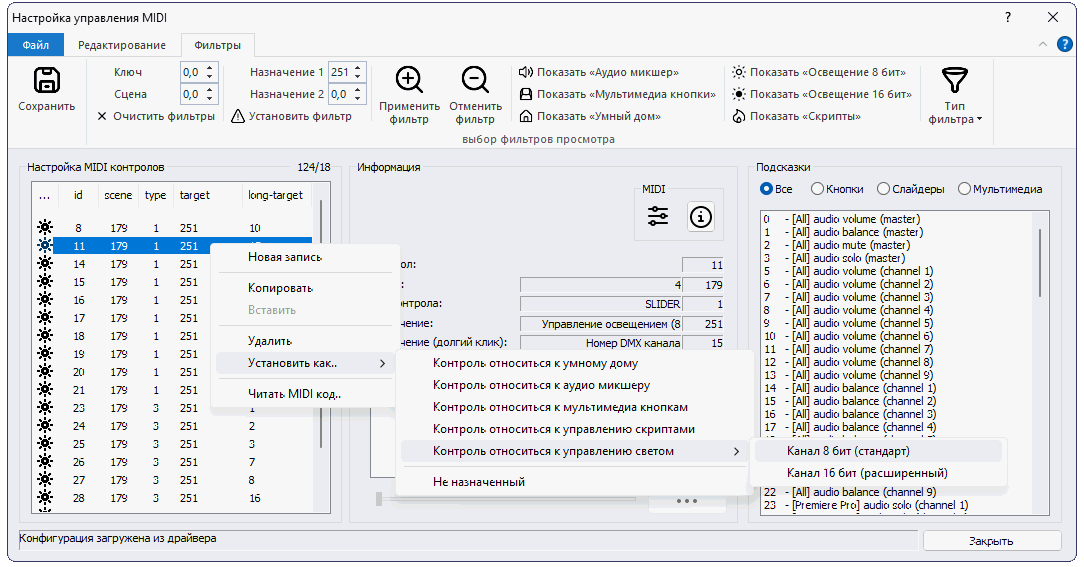 Настройка управления MIDI ?
Файл Редактирование Фильтры ?
Сохранить
Ключ 0,0
Сцена 0,0
Очистить фильтры
Назначение 1 251
Назначение 2 0,0
Установить фильтр
Применить фильтр
Отменить фильтр
Показать «Аудио микшер»
Показать «Мультимедиа кнопки»
Показать «Умный дом»
Показать «Освещение 8 бит»
Показать «Освещение 16 бит»
Показать «Скрипты»
Тип фильтра
выбор фильтров просмотра
Настройка MIDI контролов 124/18
... id scene type target long-target
8 179 1 251 10
11 179 1 251
14 179 1 251
15 179 1 251
16 179 1 251
17 179 1 251
18 179 1 251
19 179 1 251
20 179 1 251
21 179 1 251
23 179 3 251 1
24 179 3 251 2
25 179 3 251 3
26 179 3 251 7
27 179 3 251 8
28 179 3 251 16
Новая запись
Копировать
Вставить
Удалить
Установить как..
Читать MIDI код..
Информация
MIDI
ол: 11
: 4 179
онтрола: SLIDER 1
чение: Управление освещением (8 251
чение (долгий клик): Номер DMX канала 15
Контроль относиться к умному дому
Контроль относиться к аудио микшеру
Контроль относиться к мультимедиа кнопкам
Контроль относиться к управлению скриптами
Контроль относиться к управлению светом
Не назначенный
Канал 8 бит (стандарт)
Канал 16 бит (расширенный)
...
Подсказки
Все Кнопки Слайдеры Мультимедиа
0 - [All] audio volume (master)
1 - [All] audio balance (master)
2 - [All] audio mute (master)
3 - [All] audio solo (master)
5 - [All] audio volume (channel 1)
6 - [All] audio volume (channel 2)
7 - [All] audio volume (channel 3)
8 - [All] audio volume (channel 4)
9 - [All] audio volume (channel 5)
10 - [All] audio volume (channel 6)
11 - [All] audio volume (channel 7)
12 - [All] audio volume (channel 8)
13 - [All] audio volume (channel 9)
14 - [All] audio balance (channel 1)
15 - [All] audio balance (channel 2)
16 - [All] audio balance (channel 3)
17 - [All] audio balance (channel 4)
22 - [All] audio balance (channel 9)
23 - [Premiere Pro] audio solo (channel 1)
Конфигурация загружена из драйвера
Закрыть